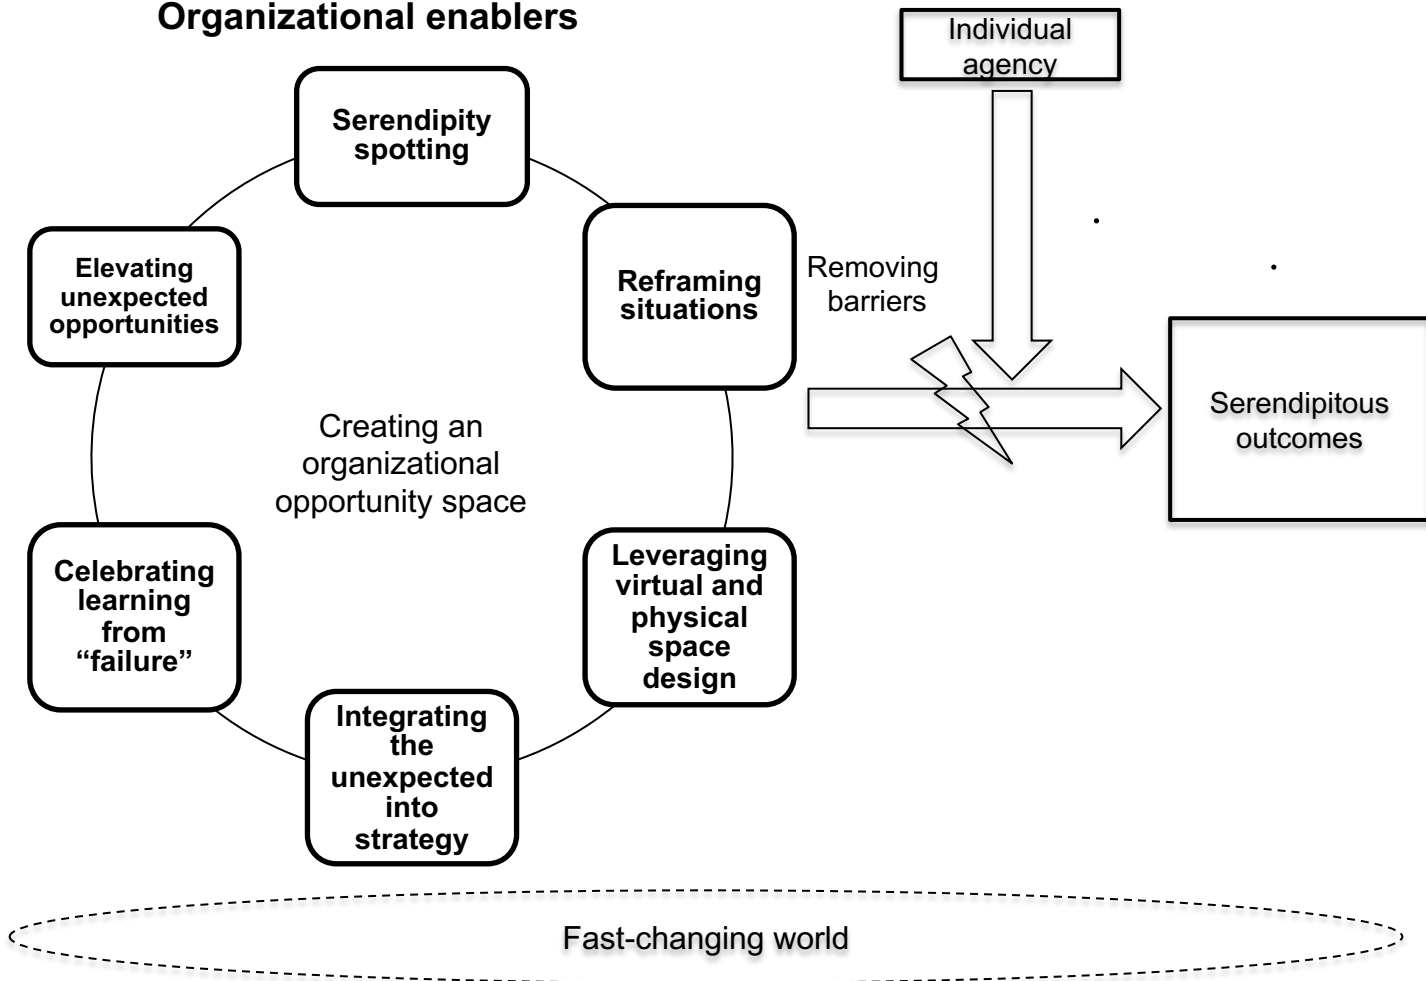 Organizational enablers
Individual
agency
Serendipity
spotting
Elevating
unexpected
opportunities
Reframing
situations
Removing
barriers
Serendipitous
outcomes
Creating an
organizational
opportunity space
Celebrating
learning
from
“failure”
Leveraging
virtual and
physical
space
design
Integrating
the
unexpected
into
strategy
Fast-changing world